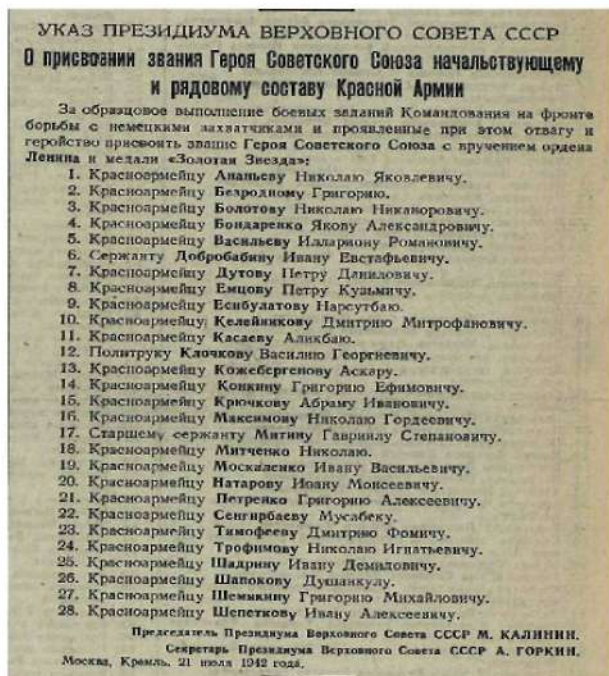 УКАЗ ПРЕЗИДИУМА ВЕРХОВНОГО СОВЕТА СССР
О присвоении звания Героя Советского Союза начальствующему
и рядовому составу Красной Армии
За образцовое выполнение боевых заданий Командования на фронте
борьбы с немецкими захватчиками и проявленные при этом отвагу и
геройство присвоить звание Героя Советского Союза с вручением ордена
Ленина и медали «Золотая Звезда»:
1. Красноармейцу Ананьеву Николаю Яковлевичу.
2. Красноармейцу Безродному Григорию.
3. Красноармейцу Болотову Николаю Никаноровичу.
4. Красноармейцу Бондаренко Якову Александровичу.
5. Красноармейцу Васильеву Иллариону Романовичу.
6. Сержанту Добробабину Ивану Евстафьевичу.
7. Красноармейцу Дутову Петру Даниловичу.
8. Красноармейцу Емцову Петру Кузьмичу.
9. Красноармейцу Есибулатову Нарсутбаю.
10. Красноармейцу Калейникову Дмитрию Митрофановичу.
11. Красноармейцу Касаеву Аликбаю.
12. Политруку Клочкову Василию Георгиевичу.
13. Красноармейцу Кожебергенову Аскару.
14. Красноармейцу Конкину Григорию Ефимовичу.
15. Красноармейцу Крючкову Абраму Ивановичу.
16. Красноармейцу Максимову Николаю Гордеевичу.
17. Старшему сержанту Митину Гавриилу Степановичу.
18. Красноармейцу Митченко Николаю.
19. Красноармейцу Москаленко Ивану Васильевичу.
20. Красноармейцу Натарову Ивану Моисеевичу.
21. Красноармейцу Петренко Григорию Алексеевичу.
22. Красноармейцу Сенгирбаеву Мусабеку.
23. Красноармейцу Тимофееву Дмитрию Фомичу.
24. Красноармейцу Трофимову Николаю Игнатьевичу.
25. Красноармейцу Шадрину Ивану Демидовичу.
26. Красноармейцу Шапокову Душанкулу.
27. Красноармейцу Шемякину Григорию Михайловичу.
28. Красноармейцу Шепеткову Ивану Алексеевичу.
Председатель Президиума Верховного Совета СССР М. КАЛИНИН.
Секретарь Президиума Верховного Совета СССР А. ГОРКИН.
Москва, Кремль. 21 июля 1942 года.